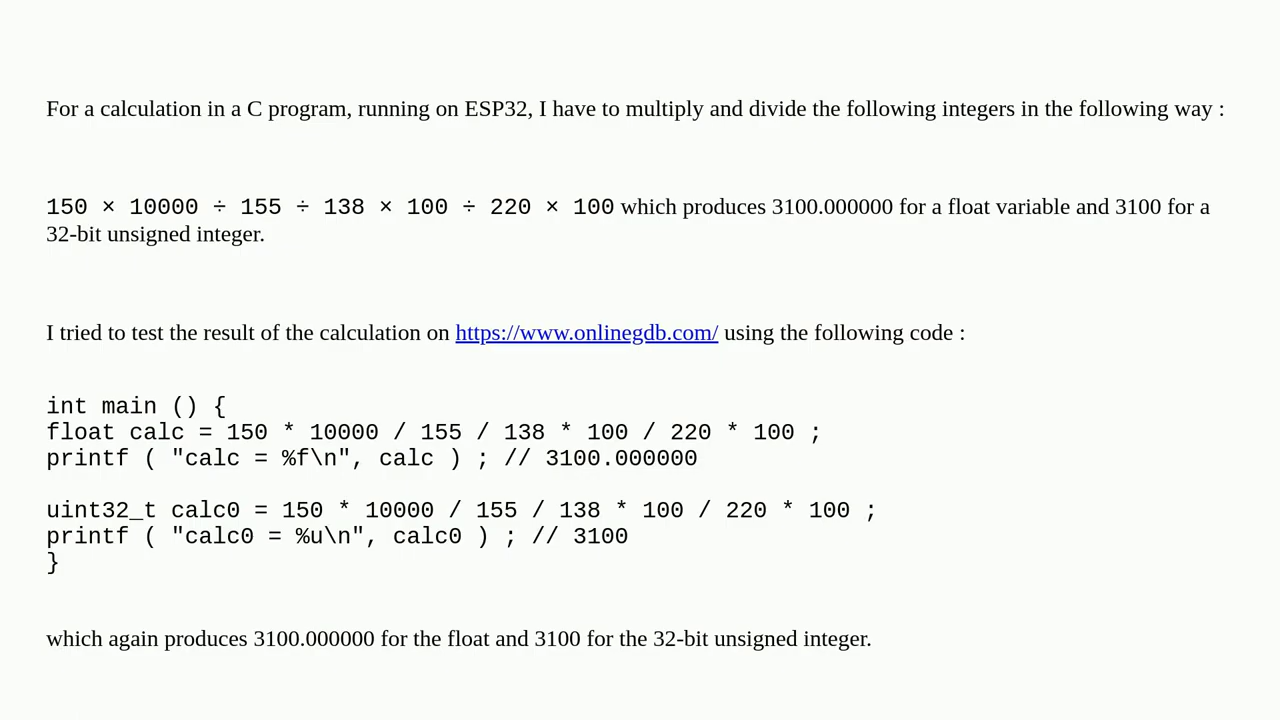 For a calculation in a C program, running on ESP32, I have to multiply and divide the following integers in the following way :
150 × 10000 ÷ 155 ÷ 138 × 100 ÷ 220 × 100 which produces 3100.000000 for a float variable and 3100 for a
32-bit unsigned integer.
I tried to test the result of the calculation on https://www.onlinegdb.com/ using the following code :
int main () {
float calc = 150 * 10000 / 155 / 138 * 100 / 220 * 100 ;
printf ( "calc = %f\n", calc ) ; // 3100.000000
uint32_t calc0 = 150 * 10000 / 155 / 138 * 100 / 220 * 100 ;
printf ( "calc0 = %u\n", calc0 ) ; // 3100
}
which again produces 3100.000000 for the float and 3100 for the 32-bit unsigned integer.